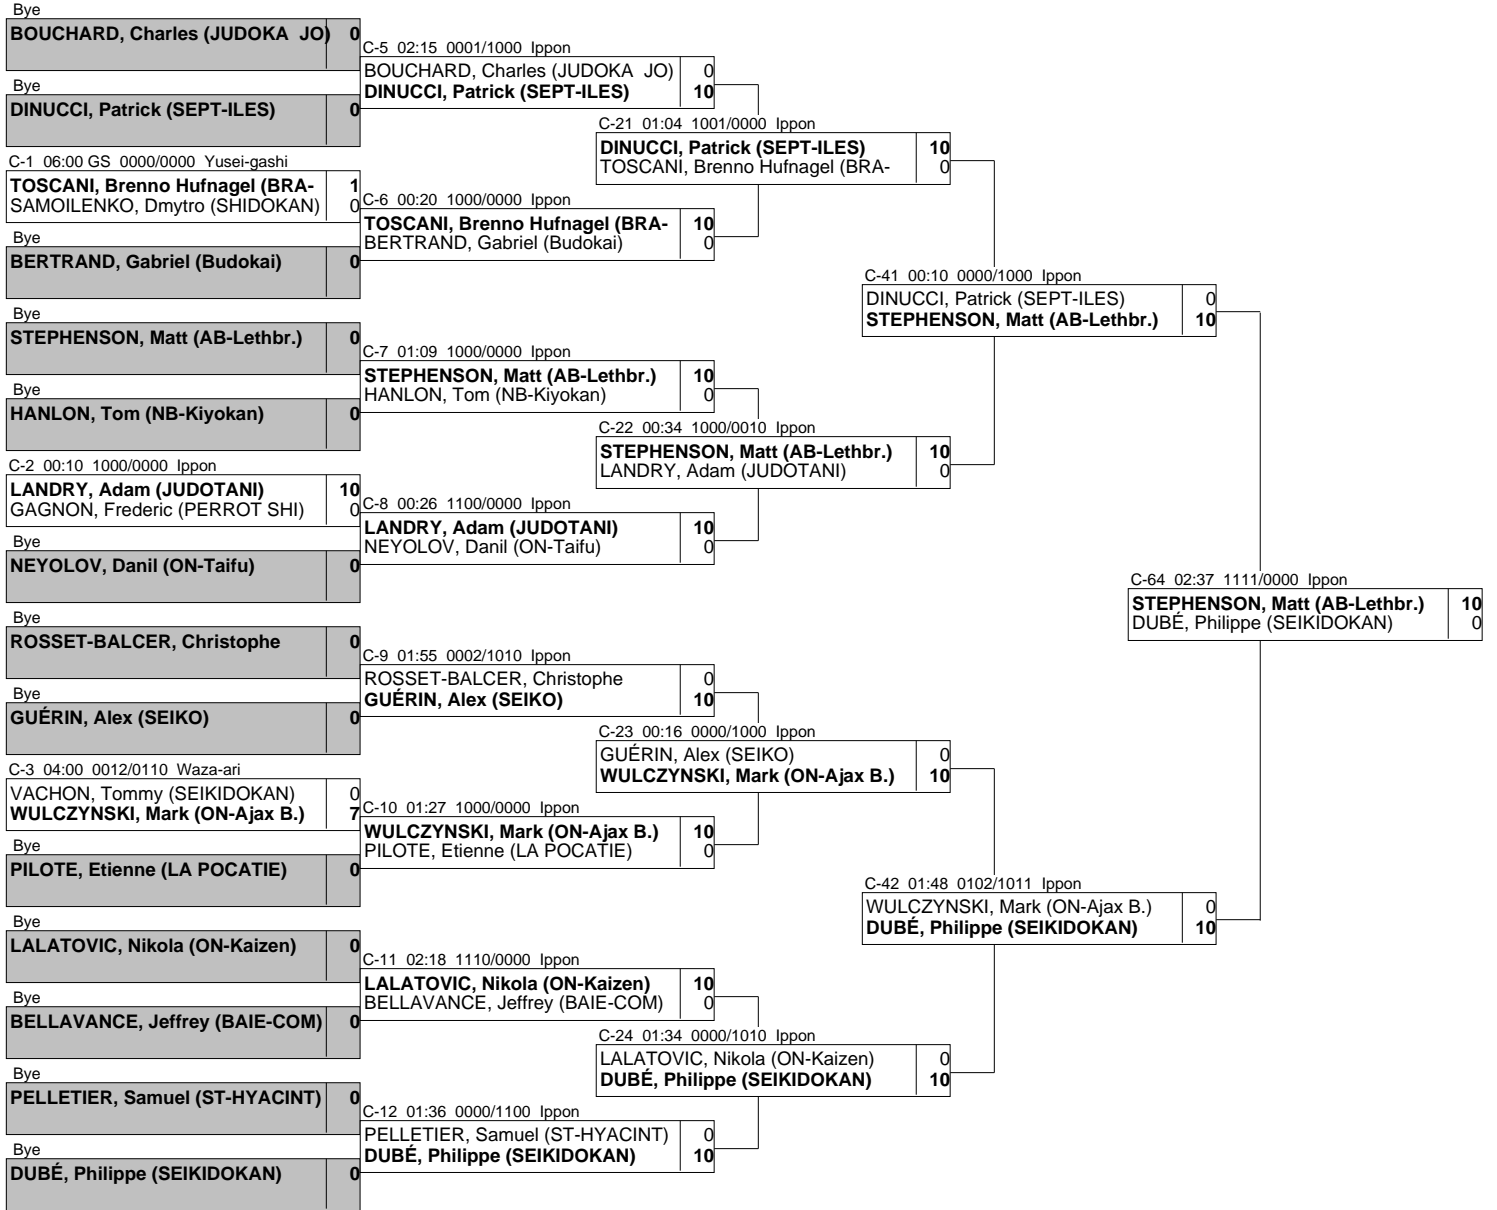 Bye
BOUCHARD, Charles (JUDOKA  JO) 0
Bye
DINUCCI, Patrick (SEPT-ILES) 0
C-1  06:00 GS  0000/0000  Yusei-gashi
TOSCANI, Brenno Hufnagel (BRA- 1
SAMOILENKO, Dmytro (SHIDOKAN) 0
Bye
BERTRAND, Gabriel (Budokai) 0
Bye
STEPHENSON, Matt (AB-Lethbr.) 0
Bye
HANLON, Tom (NB-Kiyokan) 0
C-2  00:10  1000/0000  Ippon
LANDRY, Adam (JUDOTANI) 10
GAGNON, Frederic (PERROT SHI) 0
Bye
NEYOLOV, Danil (ON-Taifu) 0
Bye
ROSSET-BALCER, Christophe 0
Bye
GUÉRIN, Alex (SEIKO) 0
C-3  04:00  0012/0110  Waza-ari
VACHON, Tommy (SEIKIDOKAN) 0
WULCZYNSKI, Mark (ON-Ajax B.) 7
Bye
PILOTE, Etienne (LA POCATIE) 0
Bye
LALATOVIC, Nikola (ON-Kaizen) 0
Bye
BELLAVANCE, Jeffrey (BAIE-COM) 0
Bye
PELLETIER, Samuel (ST-HYACINT) 0
Bye
DUBÉ, Philippe (SEIKIDOKAN) 0
C-5  02:15  0001/1000  Ippon
BOUCHARD, Charles (JUDOKA  JO) 0
DINUCCI, Patrick (SEPT-ILES) 10
C-6  00:20  1000/0000  Ippon
TOSCANI, Brenno Hufnagel (BRA- 10
BERTRAND, Gabriel (Budokai) 0
C-7  01:09  1000/0000  Ippon
STEPHENSON, Matt (AB-Lethbr.) 10
HANLON, Tom (NB-Kiyokan) 0
C-8  00:26  1100/0000  Ippon
LANDRY, Adam (JUDOTANI) 10
NEYOLOV, Danil (ON-Taifu) 0
C-9  01:55  0002/1010  Ippon
ROSSET-BALCER, Christophe 0
GUÉRIN, Alex (SEIKO) 10
C-10  01:27  1000/0000  Ippon
WULCZYNSKI, Mark (ON-Ajax B.) 10
PILOTE, Etienne (LA POCATIE) 0
C-11  02:18  1110/0000  Ippon
LALATOVIC, Nikola (ON-Kaizen) 10
BELLAVANCE, Jeffrey (BAIE-COM) 0
C-12  01:36  0000/1100  Ippon
PELLETIER, Samuel (ST-HYACINT) 0
DUBÉ, Philippe (SEIKIDOKAN) 10
C-21  01:04  1001/0000  Ippon
DINUCCI, Patrick (SEPT-ILES) 10
TOSCANI, Brenno Hufnagel (BRA- 0
C-22  00:34  1000/0010  Ippon
STEPHENSON, Matt (AB-Lethbr.) 10
LANDRY, Adam (JUDOTANI) 0
C-23  00:16  0000/1000  Ippon
GUÉRIN, Alex (SEIKO) 0
WULCZYNSKI, Mark (ON-Ajax B.) 10
C-24  01:34  0000/1010  Ippon
LALATOVIC, Nikola (ON-Kaizen) 0
DUBÉ, Philippe (SEIKIDOKAN) 10
C-41  00:10  0000/1000  Ippon
DINUCCI, Patrick (SEPT-ILES) 0
STEPHENSON, Matt (AB-Lethbr.) 10
C-42  01:48  0102/1011  Ippon
WULCZYNSKI, Mark (ON-Ajax B.) 0
DUBÉ, Philippe (SEIKIDOKAN) 10
C-64  02:37  1111/0000  Ippon
STEPHENSON, Matt (AB-Lethbr.) 10
DUBÉ, Philippe (SEIKIDOKAN) 0